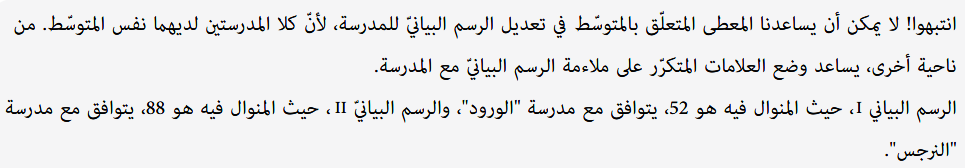 انتبهوا! لا يمكن أن يساعدنا المعطى المتعلّق بالمتوسّط في تعديل الرسم البيانيّ للمدرسة، لأنّ كلا المدرستين لديهما نفس المتوسّط. من
ناحية أخرى، يساعد وضع العلامات المتكرّر على ملاءمة الرسم البيانيّ مع المدرسة.
الرسم البياني I، حيث المنوال فيه هو 52، يتوافق مع مدرسة "الورود"، والرسم البيانيّ II، حيث المنوال فيه هو 88، يتوافق مع مدرسة
"النرجس".